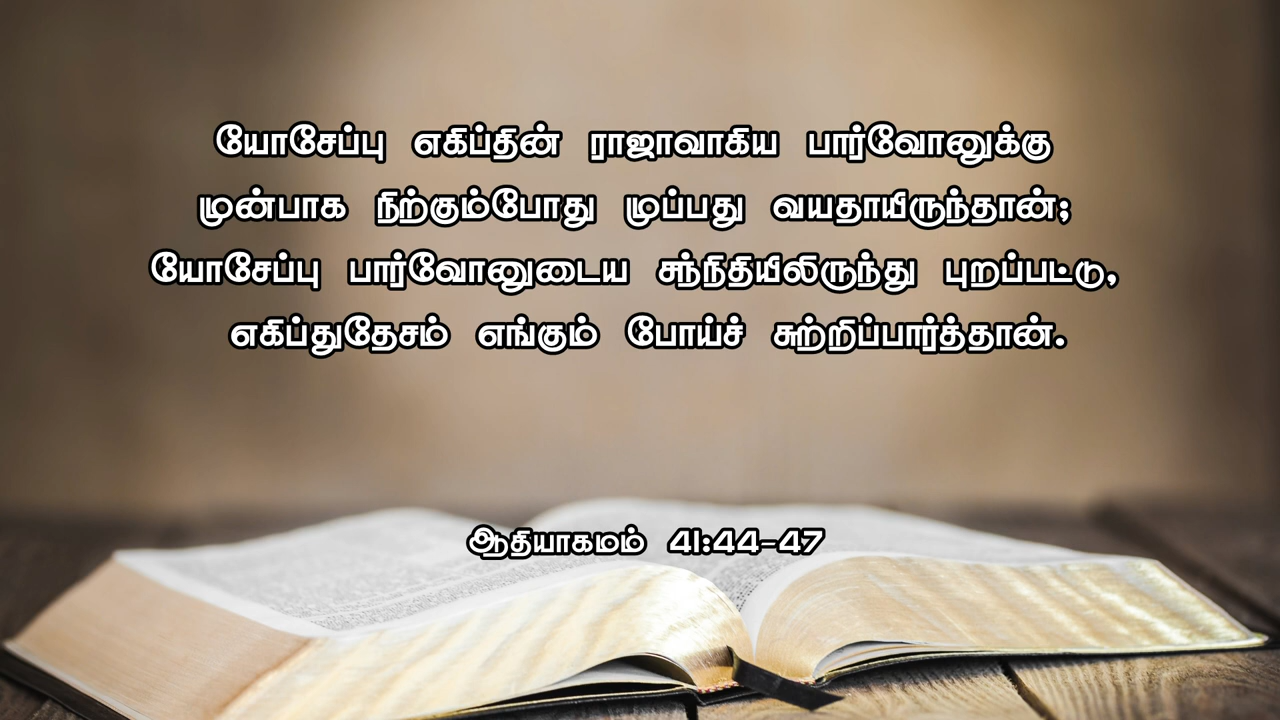 யோசேப்பு எகிப்தின் ராஜாவாகிய பார்வோனுக்கு
முன்பாக நிற்கும்போது முப்பது வயதாயிருந்தான்;
யோசேப்பு பார்வோனுடைய சந்நிதியிலிருந்து புறப்பட்டு,
எகிப்துதேசம் எங்கும் போய்ச் சுற்றிப்பார்த்தான்.
ஆதியாகமம் 41:44-47